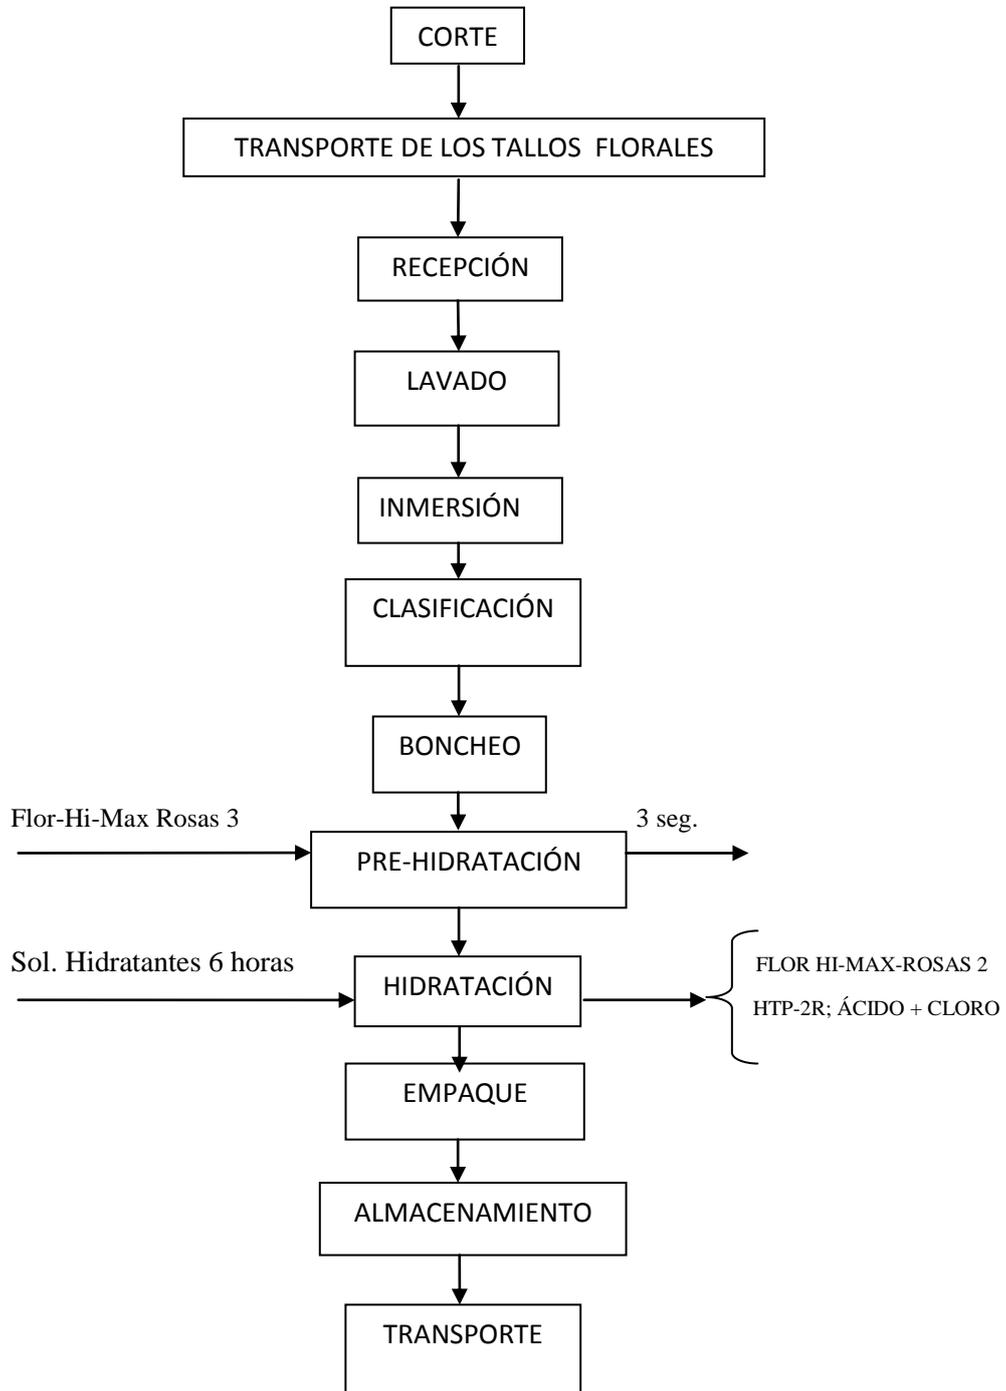 CORTE
TRANSPORTE DE LOS TALLOS FLORALES
RECEPCIÓN
LAVADO
INMERSIÓN
CLASIFICACIÓN
BONCHEO
Flor-Hi-Max Rosas 3
3 seg.
PRE-HIDRATACIÓN
Sol. Hidratantes 6 horas
HIDRATACIÓN
FLOR HI-MAX-ROSAS 2
HTP-2R; ÁCIDO + CLORO
EMPAQUE
ALMACENAMIENTO
TRANSPORTE